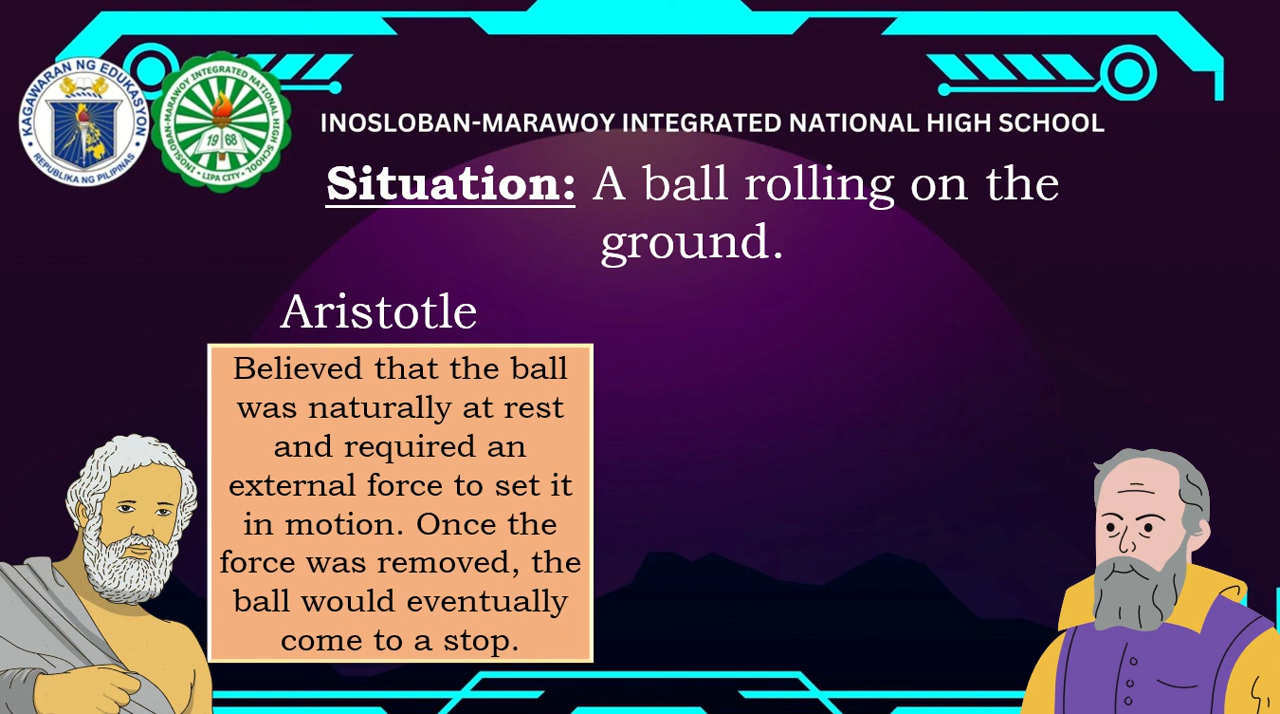 KAGAWARAN NG EDUKASYON
REPUBLIKA NG PILIPINAS
INOSLOBAN-MARAWOY INTEGRATED NATIONAL HIGH SCHOOL
1968
LIPA CITY
INOSLOBAN-MARAWOY INTEGRATED NATIONAL HIGH SCHOOL
Situation: A ball rolling on the
ground.
Aristotle
Believed that the ball
was naturally at rest
and required an
external force to set it
in motion. Once the
force was removed, the
ball would eventually
come to a stop.